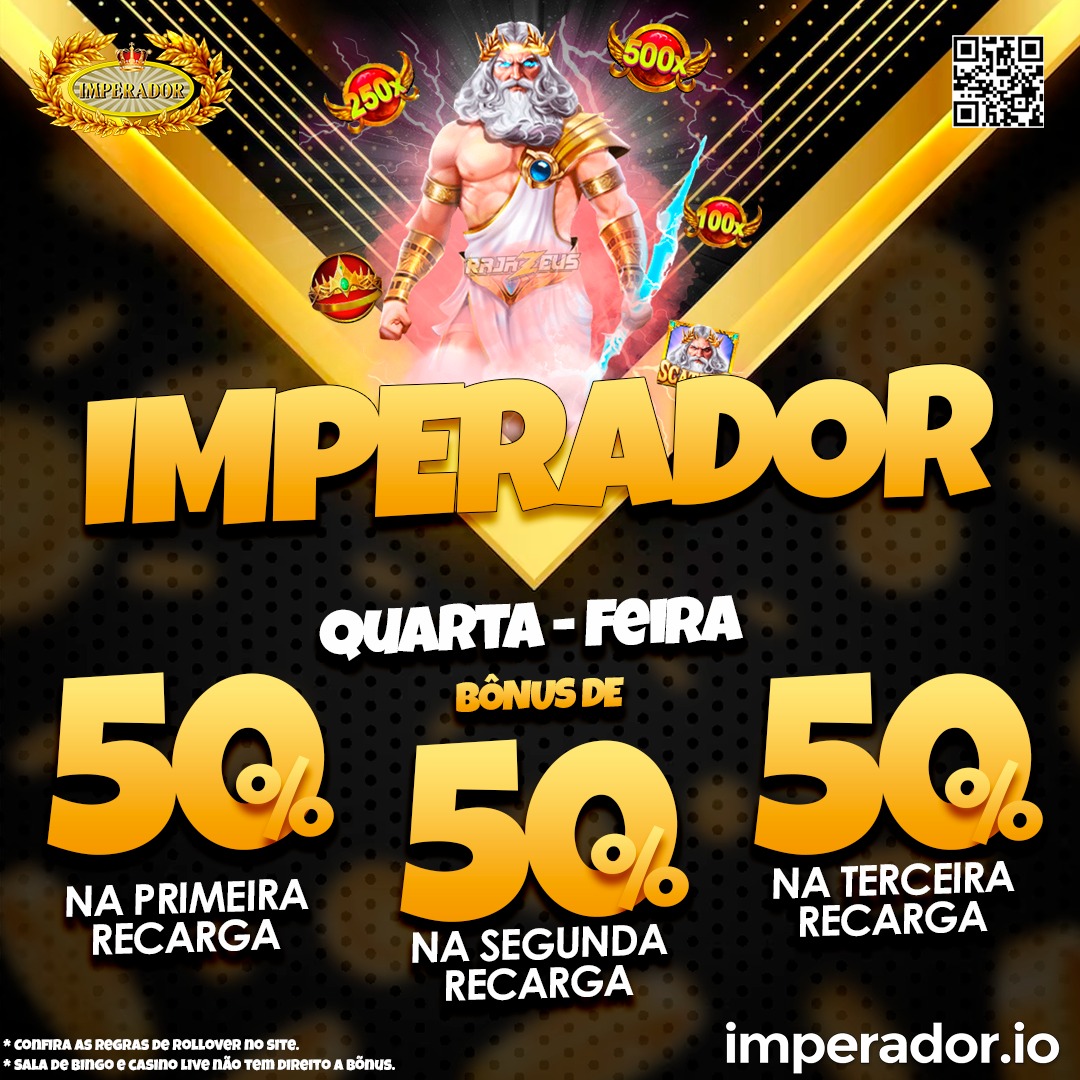 IMPERADOR
250x
500x
100x
RAJAZEUS
IMPERADOR
QUARTA - FEIRA
BÔNUS DE
50%
NA PRIMEIRA
RECARGA
50%
NA SEGUNDA
RECARGA
50%
NA TERCEIRA
RECARGA
* CONFIRA AS REGRAS DE ROLLOVER NO SITE.
* SALA DE BINGO E CASINO LIVE NÃO TEM DIREITO A BÔNUS.
imperador.io